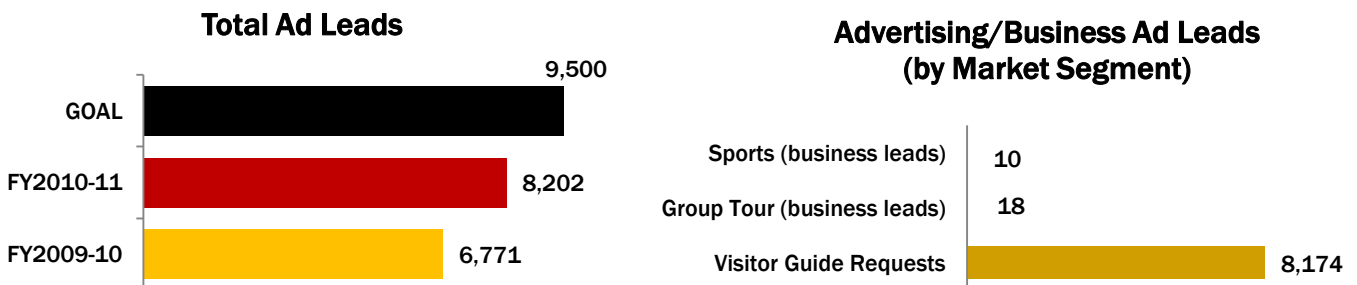 Total Ad Leads
9,500
GOAL
FY2010-11
8,202
FY2009-10
6,771
Advertising/Business Ad Leads
(by Market Segment)
Sports (business leads)
10
Group Tour (business leads)
18
Visitor Guide Requests
8,174